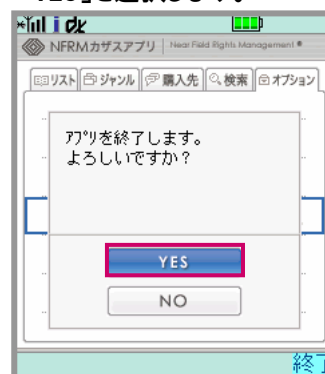 「YES」を選択します。
NFRMカザスアプリ Near Field Rights Management
リスト ジャンル 購入先 検索 オプション
アプリを終了します。
よろしいですか？
YES
NO
終了